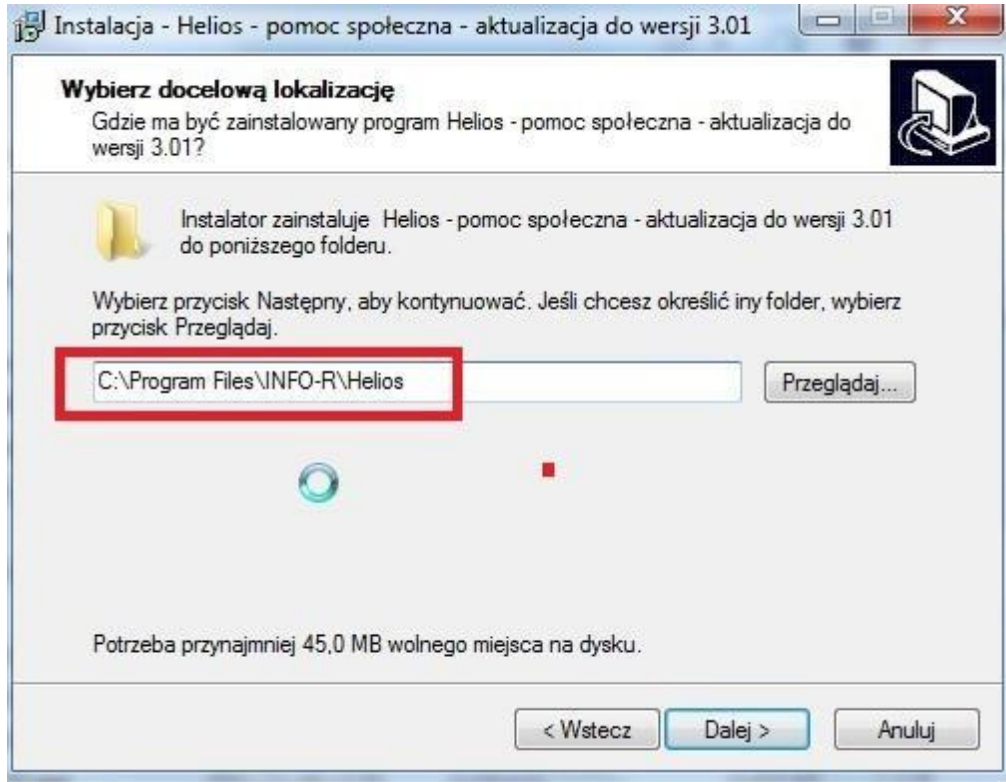 Instalacja - Helios - pomoc społeczna - aktualizacja do wersji 3.01
Wybierz docelową lokalizację
Gdzie ma być zainstalowany program Helios - pomoc społeczna - aktualizacja do
wersji 3.01?
Instalator zainstaluje Helios - pomoc społeczna - aktualizacja do wersji 3.01
do poniższego folderu.
Wybierz przycisk Następny, aby kontynuować. Jeśli chcesz określić iny folder, wybierz
przycisk Przeglądaj.
C:\Program Files\INFO-R\Helios
Przeglądaj...
Potrzeba przynajmniej 45,0 MB wolnego miejsca na dysku.
< Wstecz
Dalej >
Anuluj